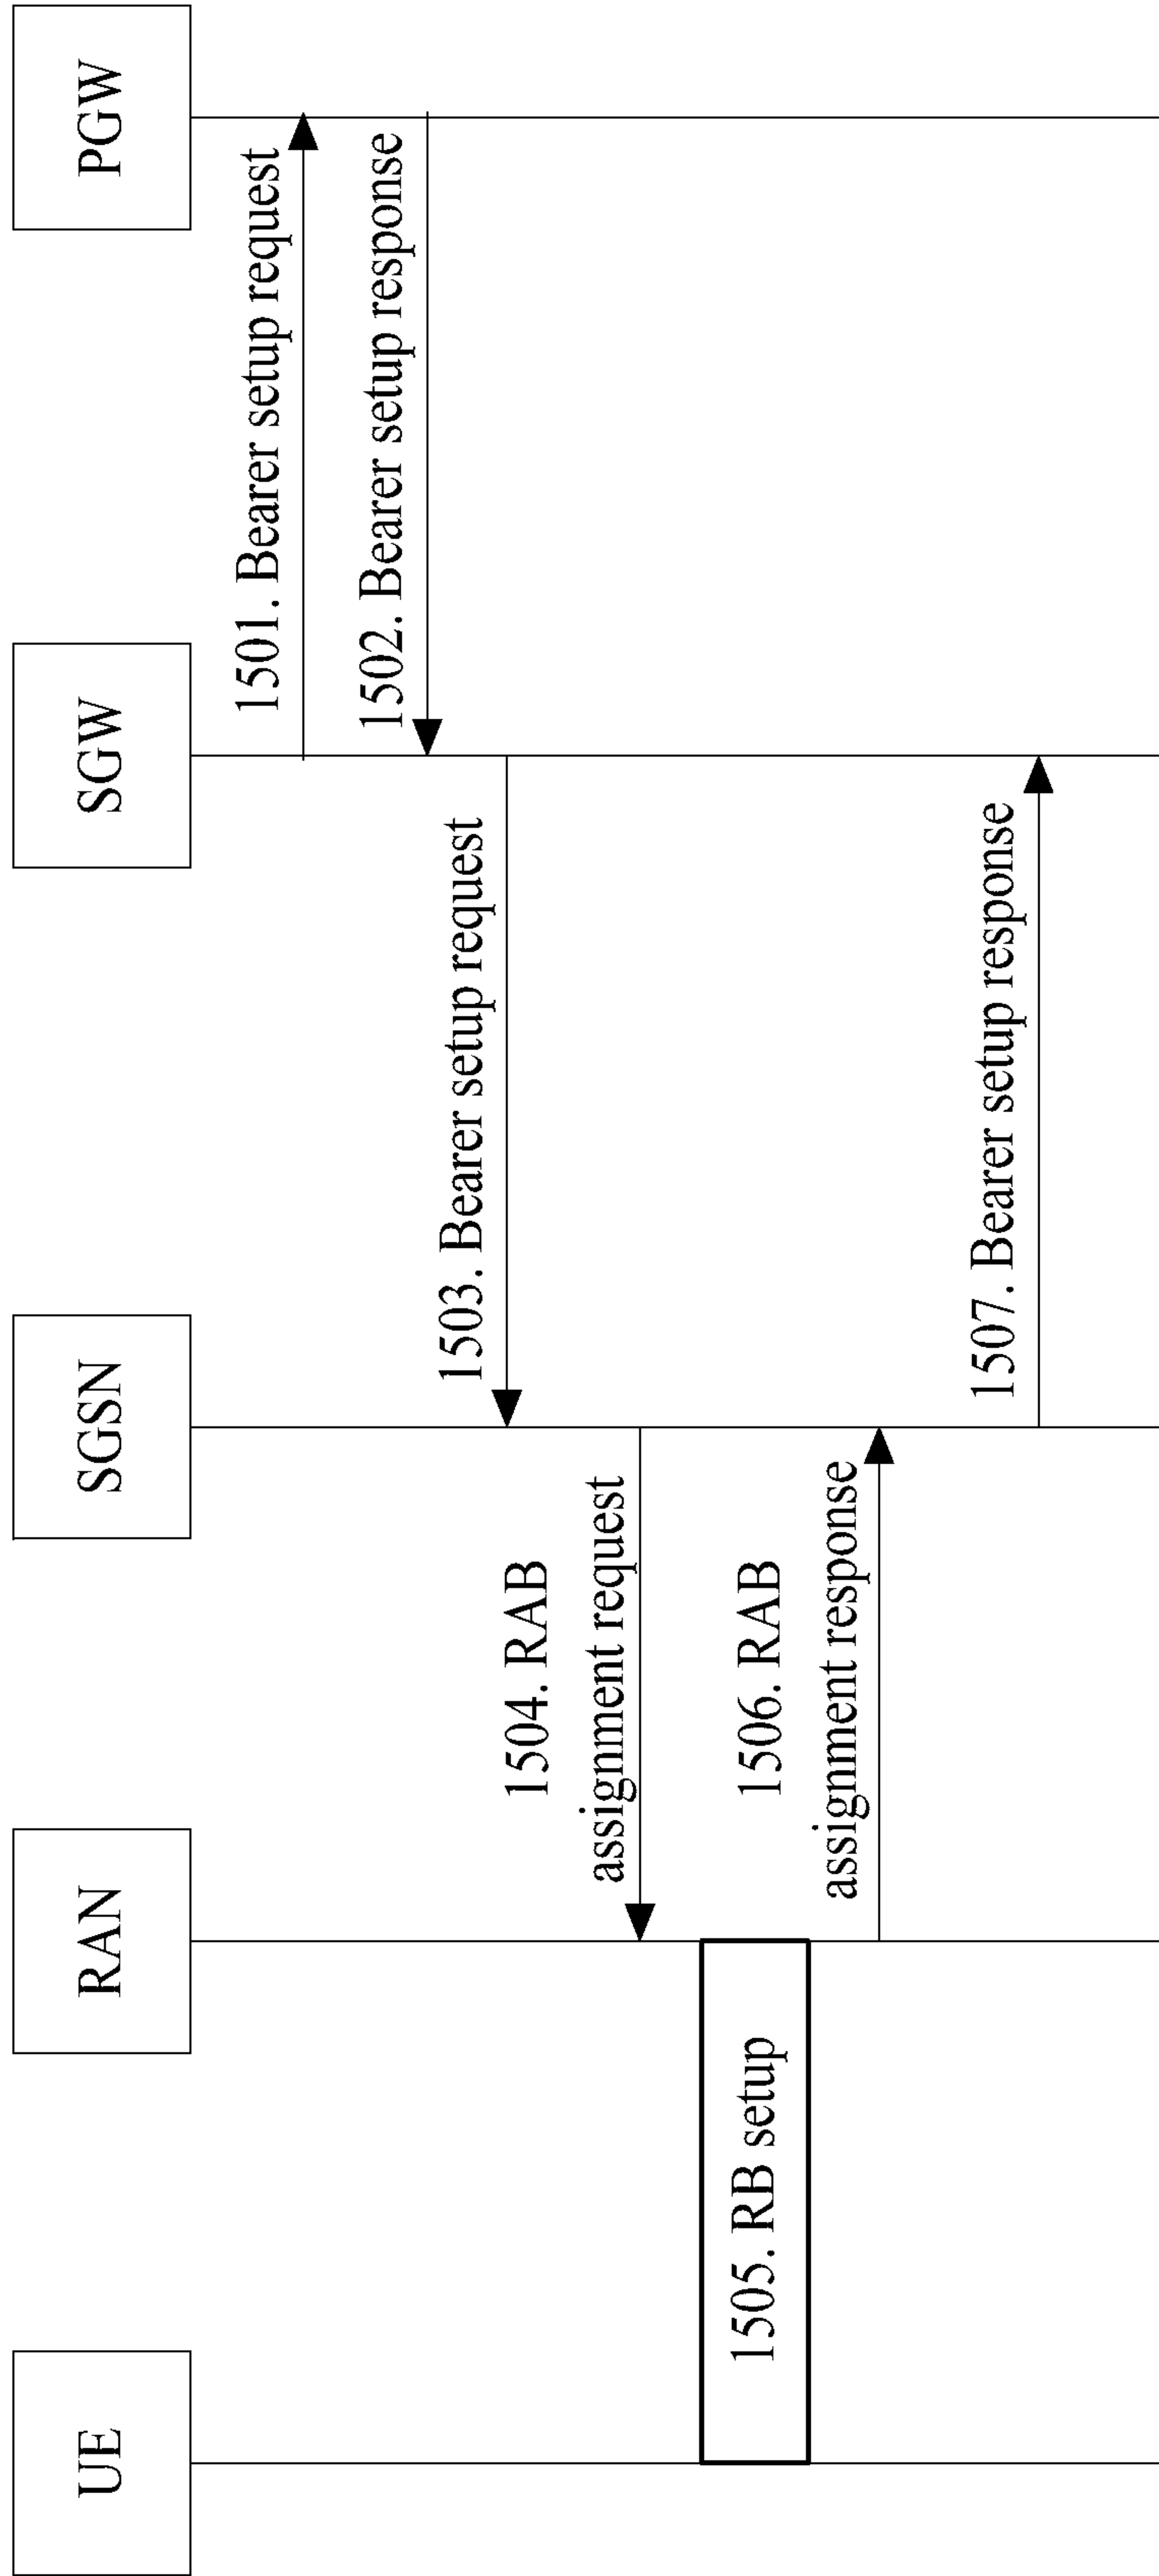 UE
RAN
SGSN
SGW
PGW
1501. Bearer setup request
1502. Bearer setup response
1503. Bearer setup request
1504. RAB
assignment request
1505. RB setup
1506. RAB
assignment response
1507. Bearer setup response